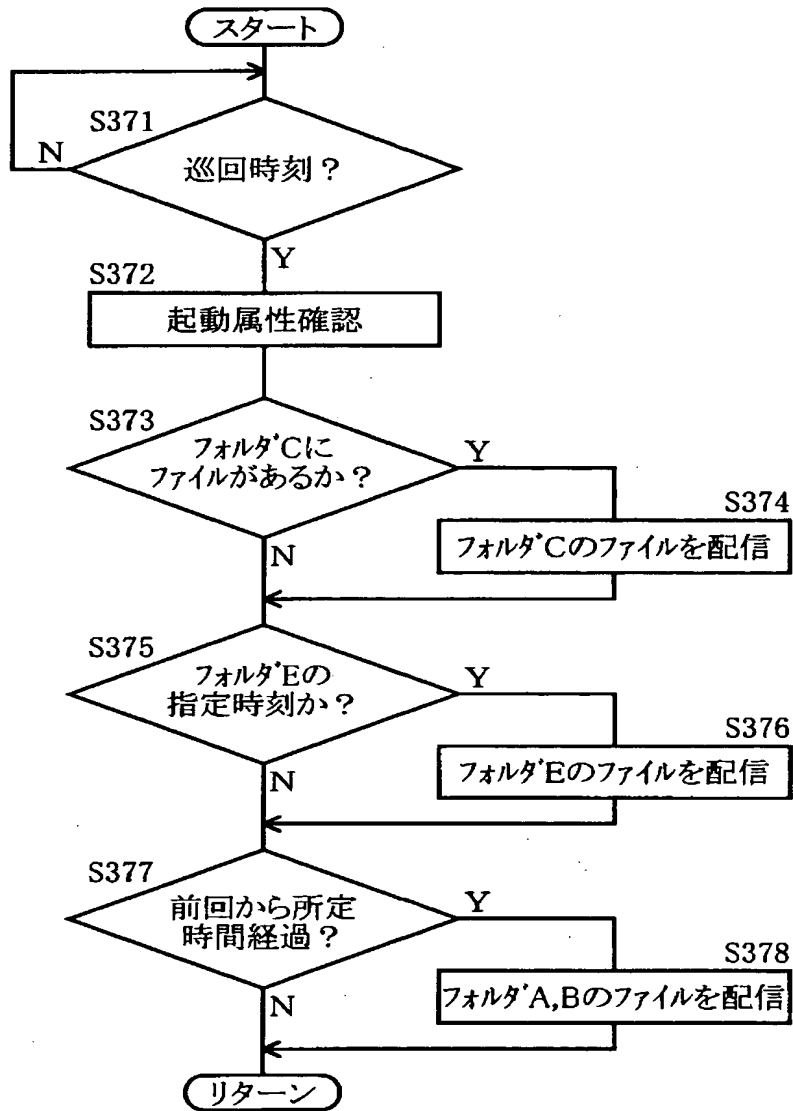 スタート
S371
N
巡回時刻？
Y
S372
起動属性確認
S373
フォルダCに
ファイルがあるか？
Y
S374
フォルダCのファイルを配信
N
S375
フォルダEの
指定時刻か？
Y
S376
フォルダEのファイルを配信
N
S377
前回から所定
時間経過？
Y
S378
フォルダA,Bのファイルを配信
N
リターン